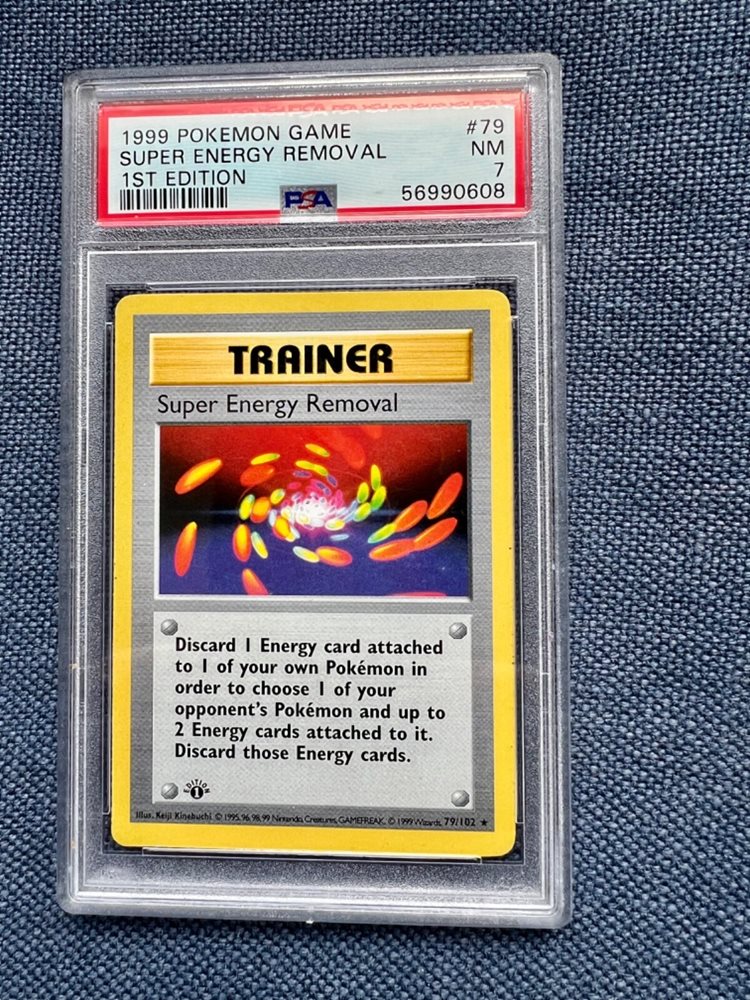 1999 POKEMON GAME #79
SUPER ENERGY REMOVAL NM
1ST EDITION 7
PSA 56990608
TRAINER
Super Energy Removal
Discard 1 Energy card attached
to 1 of your own Pokémon in
order to choose 1 of your
opponent's Pokémon and up to
2 Energy cards attached to it.
Discard those Energy cards.
EDITION
1
Illus. Keiji Kinebuchi © 1995, 96, 98, 99 Nintendo, Creatures, GAMEFREAK. © 1999 Wizards. 79/102 ★